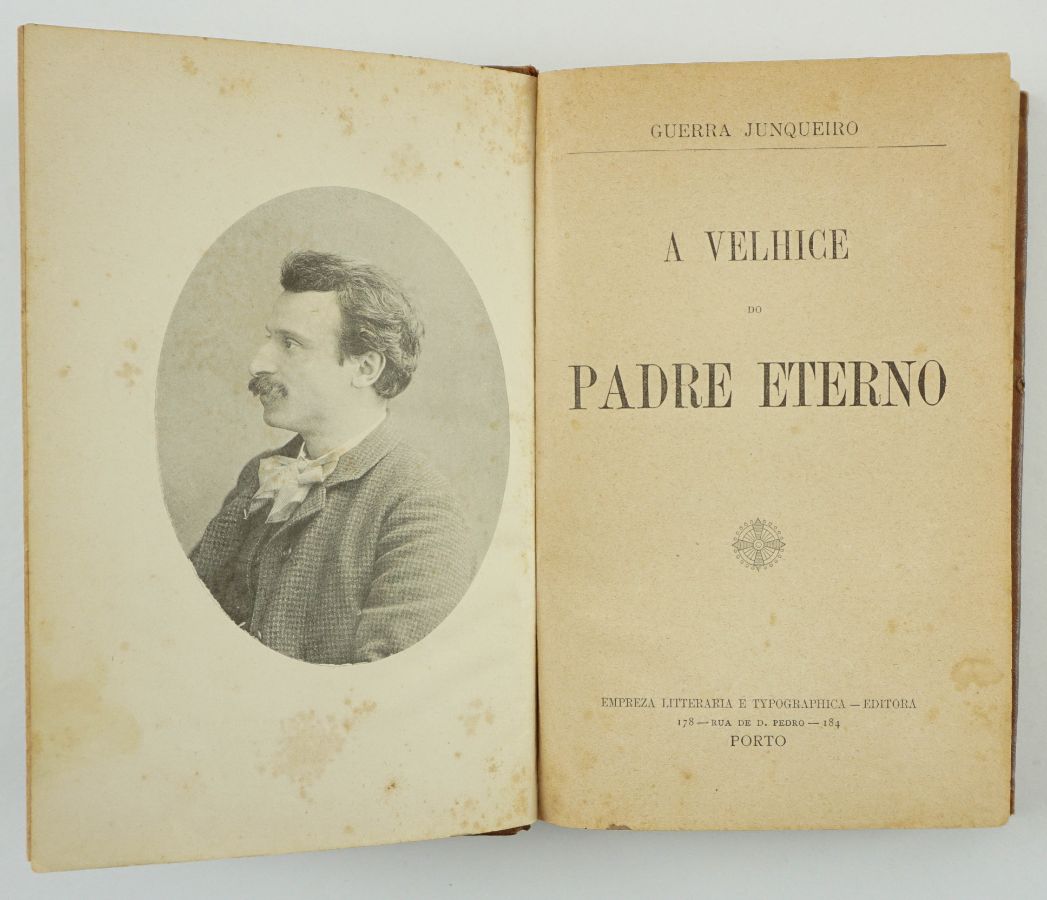 GUERRA JUNQUEIRO
A VELHICE
DO
PADRE ETERNO
EMPREZA LITTERARIA E TYPOGRAPHICA — EDITORA
178 — RUA DE D. PEDRO — 184
PORTO